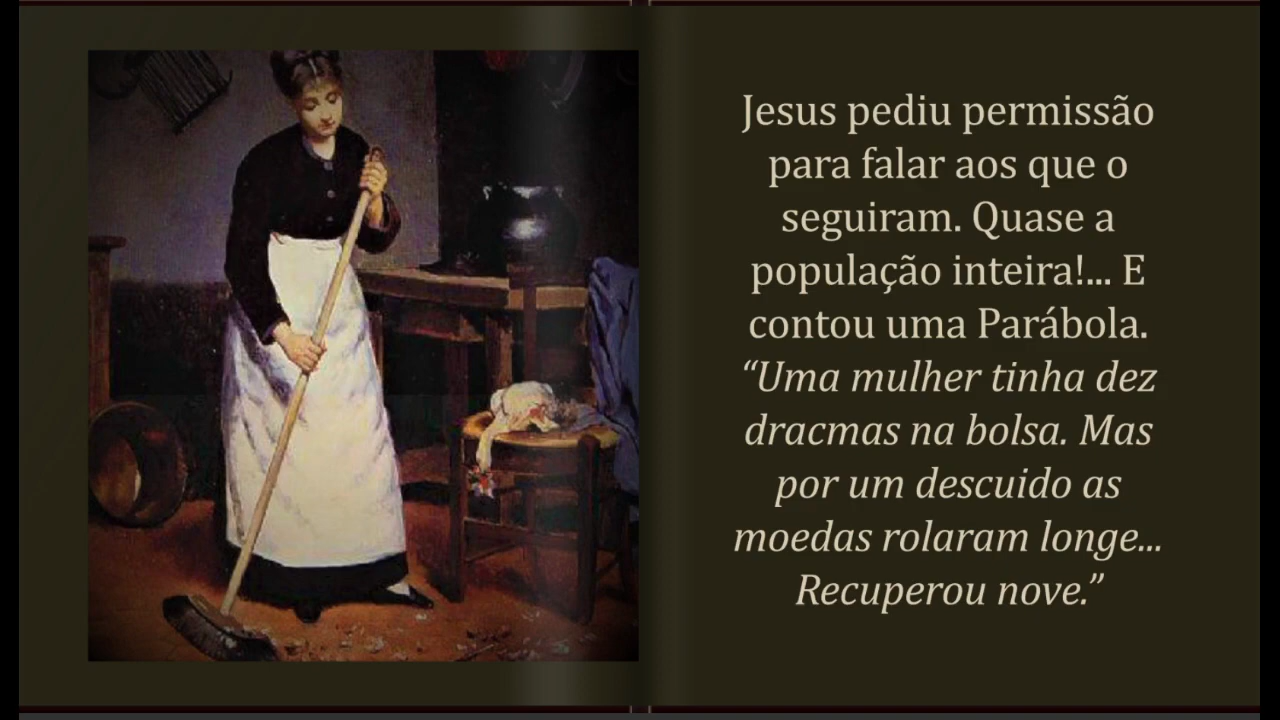 Jesus pediu permissão
para falar aos que o
seguiram. Quase a
população inteira!... E
contou uma Parábola.
“Uma mulher tinha dez
dracmas na bolsa. Mas
por um descuido as
moedas rolaram longe...
Recuperou nove.”